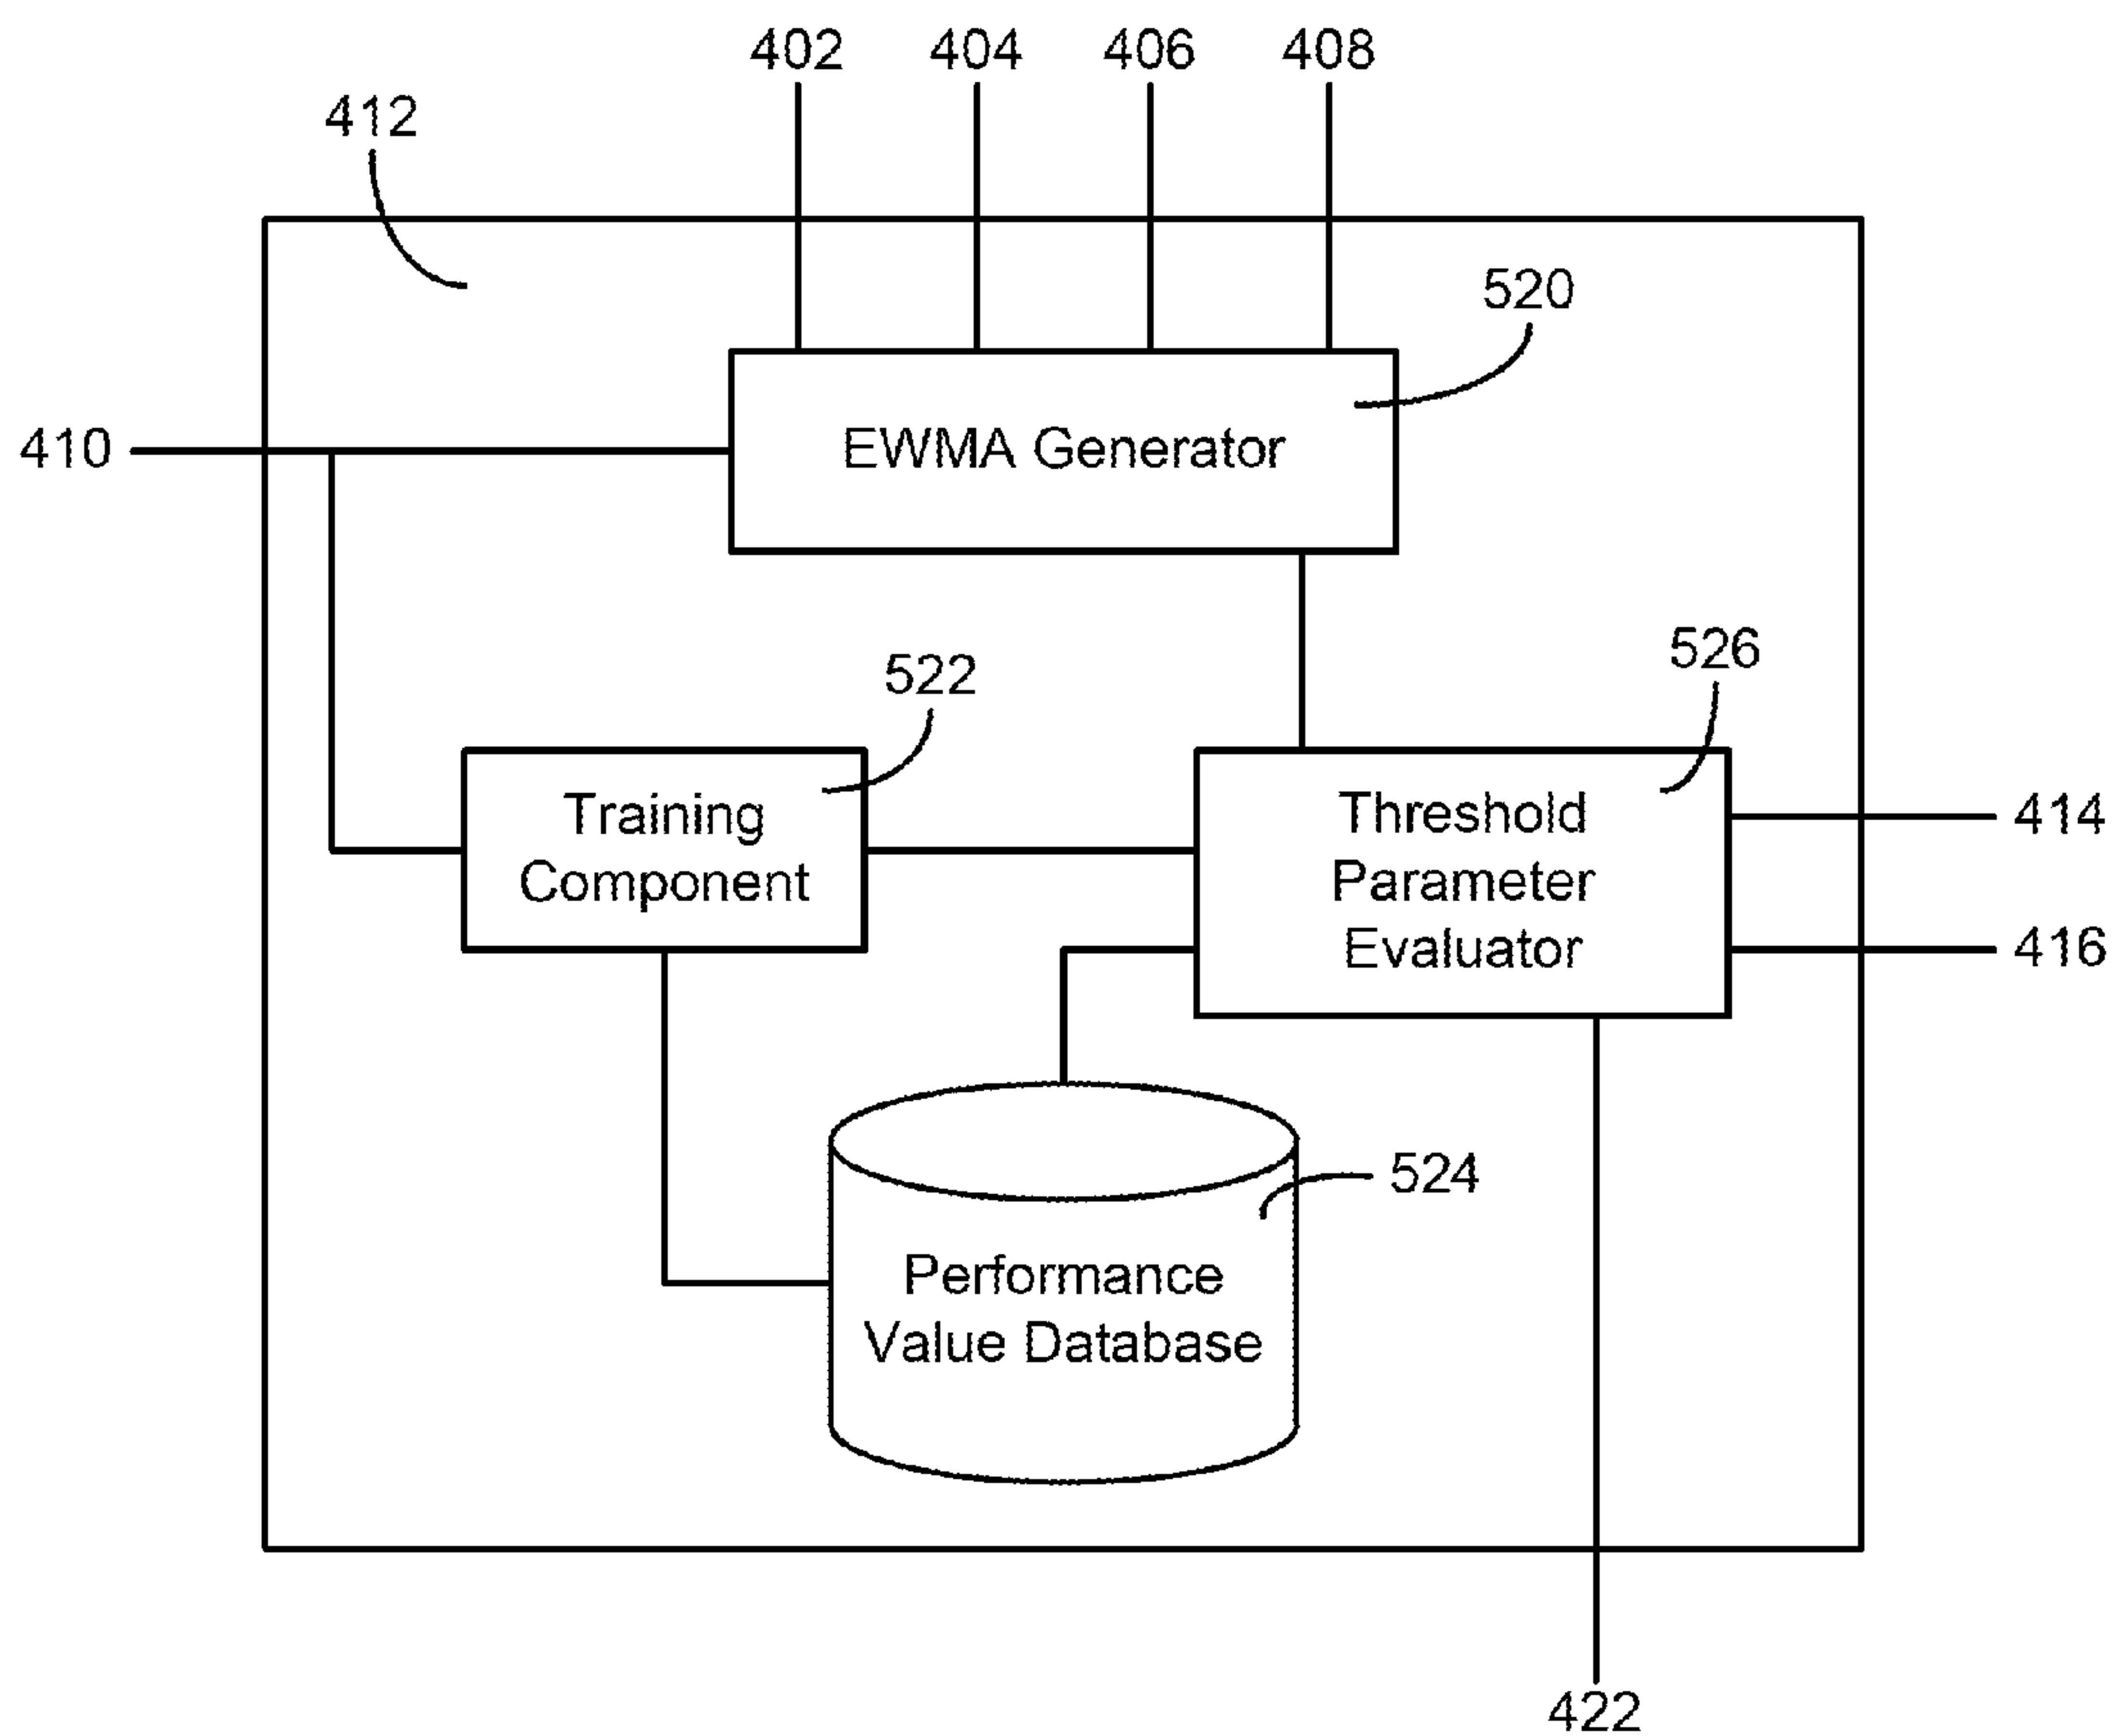 402
404
406
408
412
520
410
EWMA Generator
522
526
Training
Component
Threshold
Parameter
Evaluator
414
416
524
Performance
Value Database
422